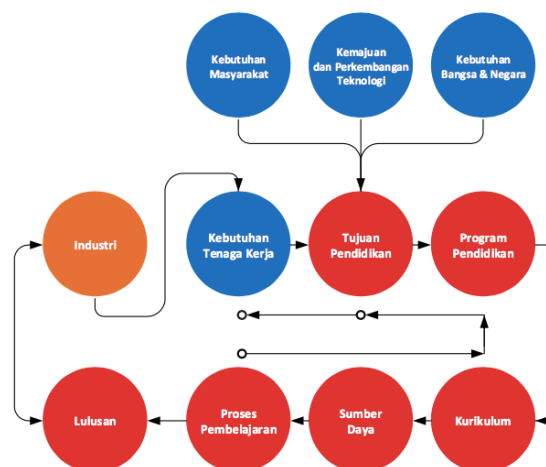 Kebutuhan
Masyarakat
Kemajuan
dan Perkembangan
Teknologi
Kebutuhan
Bangsa & Negara
Industri
Kebutuhan
Tenaga Kerja
Tujuan
Pendidikan
Program
Pendidikan
Lulusan
Proses
Pembelajaran
Sumber
Daya
Kurikulum